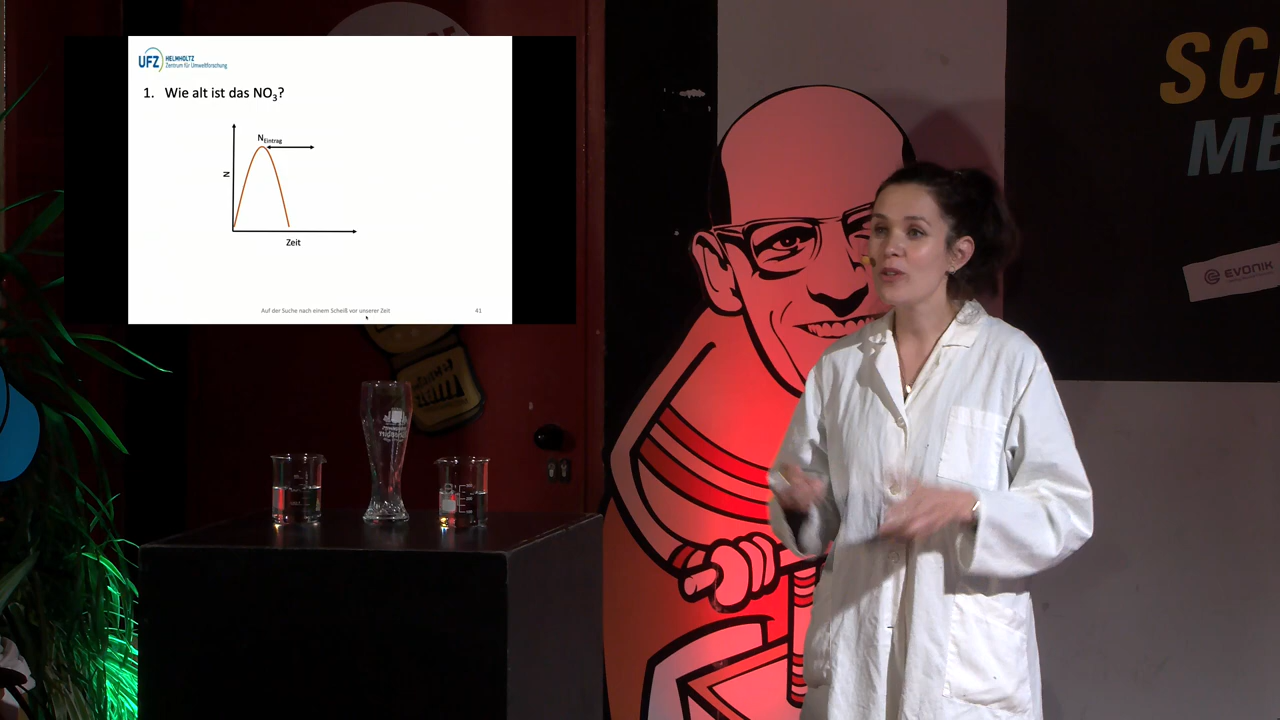 UFZ
HELMHOLTZ
Zentrum für Umweltforschung
1. Wie alt ist das NO3?
NEintrag
N
Zeit
Auf der Suche nach einem Scheiß vor unserer Zeit
41
SC
ME
EVONIK